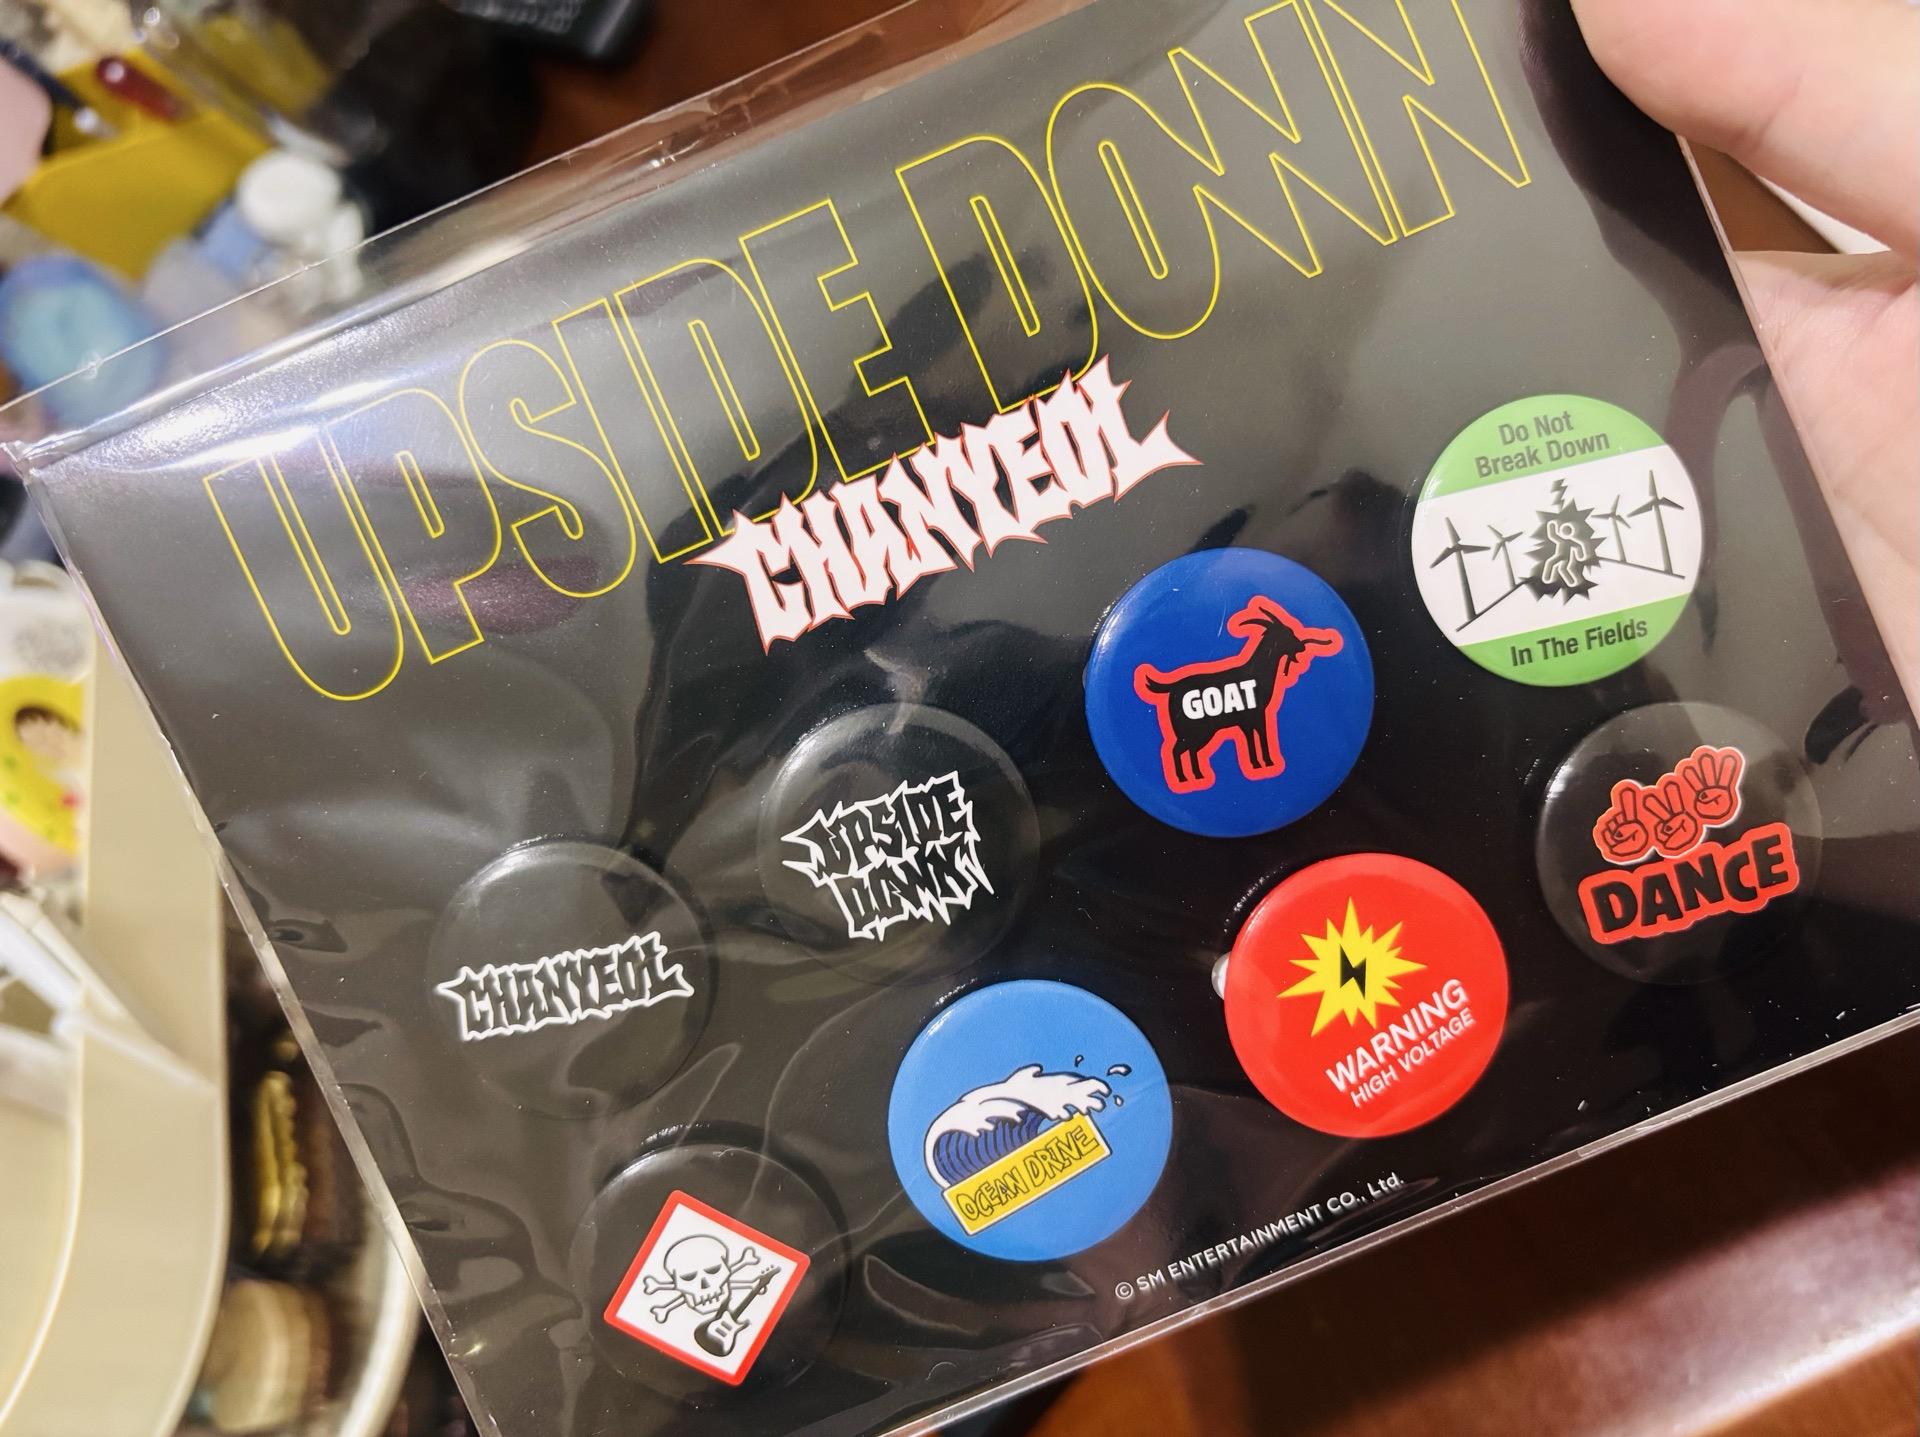 UPSIDE DOWN
CHANYEOL
Do Not
Break Down
In The Fields
GOAT
UPSIDE
DOWN
CHANYEOL
DANCE
WARNING
HIGH VOLTAGE
OCEAN DRIVE
© SM ENTERTAINMENT CO., Ltd.